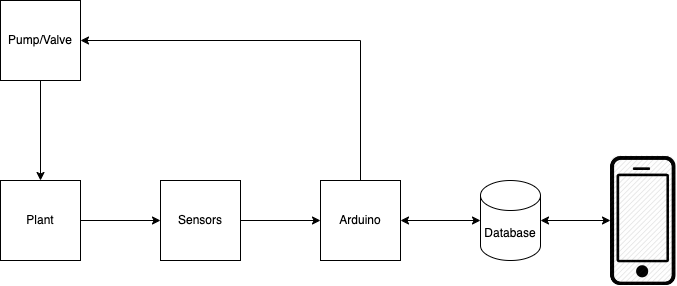 Pump/Valve
Plant
Sensors
Arduino
Database